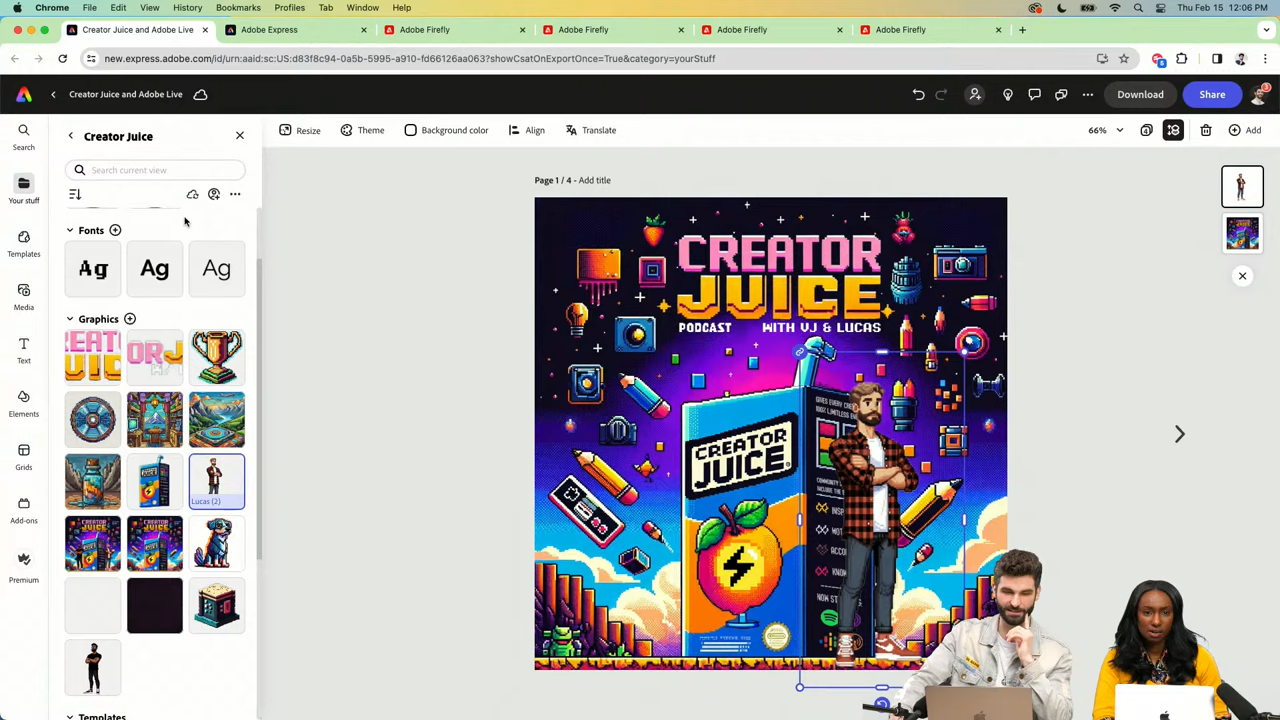 Chrome File Edit View History Bookmarks Profiles Tab Window Help
Thu Feb 15 12:06 PM
Creator Juice and Adobe Live
Adobe Express
Adobe Firefly
Adobe Firefly
Adobe Firefly
Adobe Firefly
new.express.adobe.com/id/urn:aaid:sc:US:d83f8c94-0a5b-5995-a910-fd66126aa063?showCsatOnExportOnce=True&category=yourStuff
Creator Juice and Adobe Live
Download
Share
Search
Your stuff
Templates
Media
Text
Elements
Grids
Add-ons
Premium
Creator Juice
Search current view
Fonts
Ag Ag Ag
Graphics
Lucas (2)
Templates
Resize
Theme
Background color
Align
Translate
66%
4
Add
Page 1 / 4 - Add title
CREATOR
JUICE
PODCAST WITH VJ & LUCAS
CREATOR
JUICE